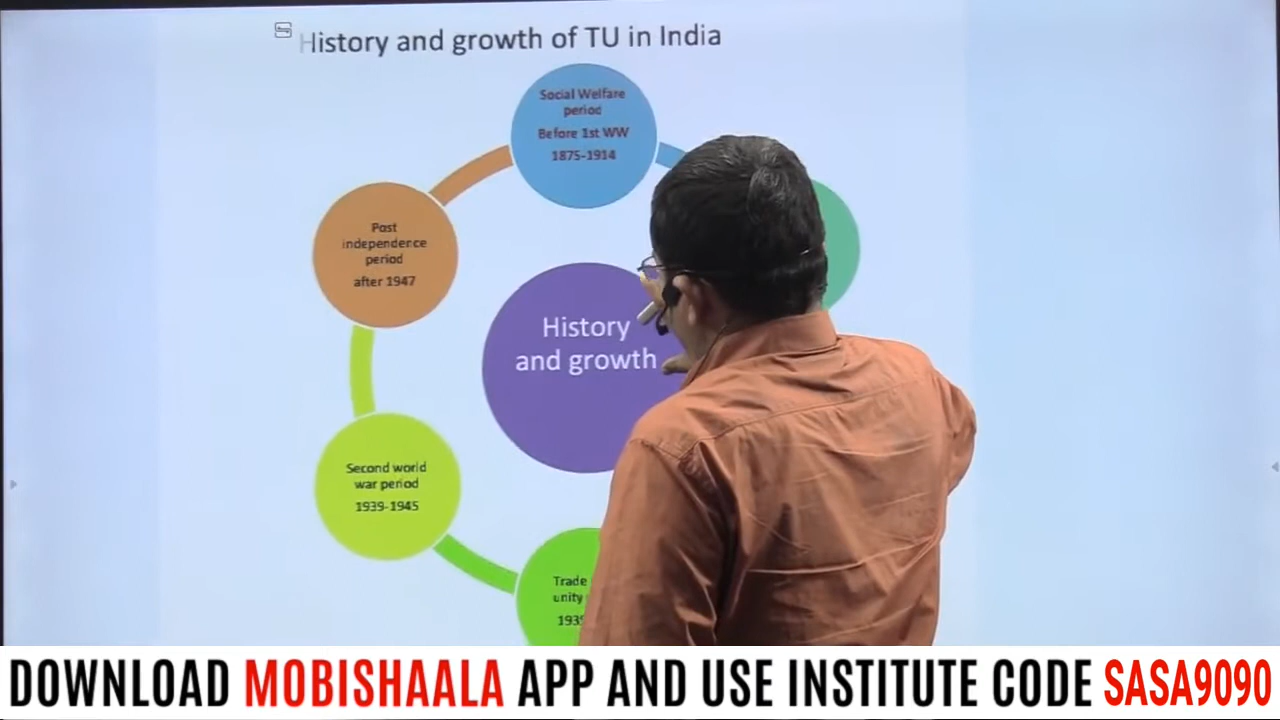 History and growth of TU in India
Social Welfare
period
Before 1st WW
1875-1914
Post
independence
period
after 1947
History
and growth
Second world
war period
1939-1945
Trade
unity
193
DOWNLOAD MOBISHAALA APP AND USE INSTITUTE CODE SASA9090